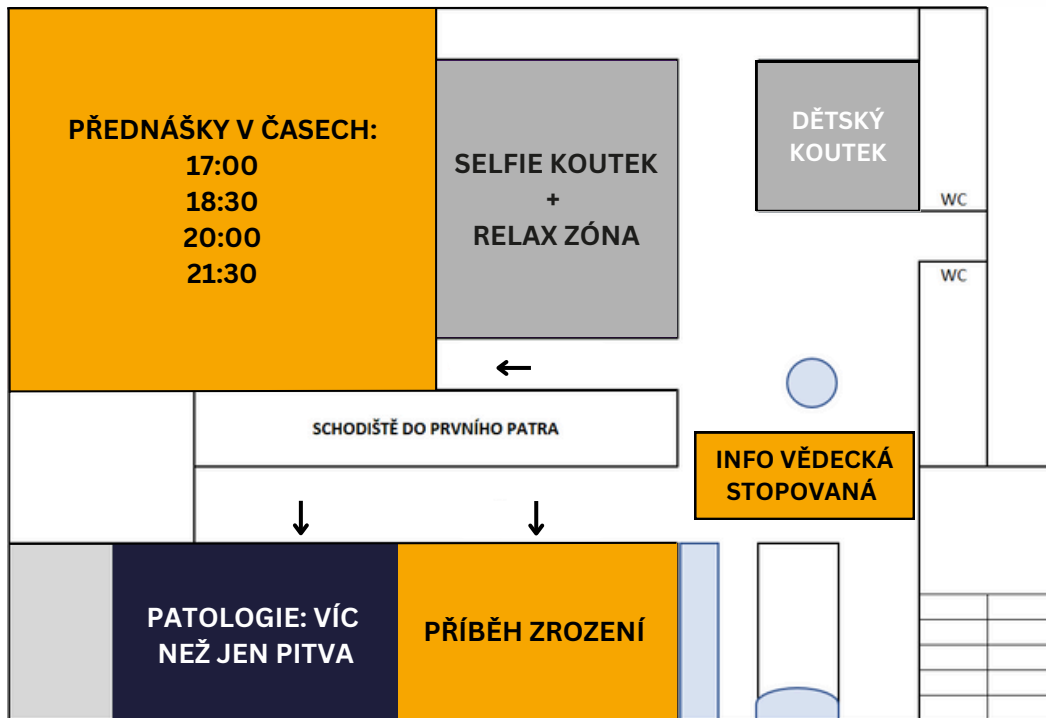 PŘEDNÁŠKY V ČASECH:
17:00
18:30
20:00
21:30
SELFIE KOUTEK
+
RELAX ZÓNA
DĚTSKÝ
KOUTEK
WC
WC
SCHODIŠTĚ DO PRVNÍHO PATRA
INFO VĚDECKÁ
STOPOVANÁ
PATOLOGIE: VÍC
NEŽ JEN PITVA
PŘÍBĚH ZROZENÍ